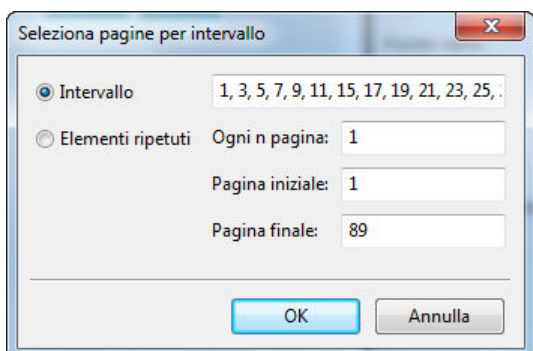 Seleziona pagine per intervallo
Intervallo 1, 3, 5, 7, 9, 11, 15, 17, 19, 21, 23, 25,
Elementi ripetuti Ogni n pagina: 1
Pagina iniziale: 1
Pagina finale: 89
OK Annulla